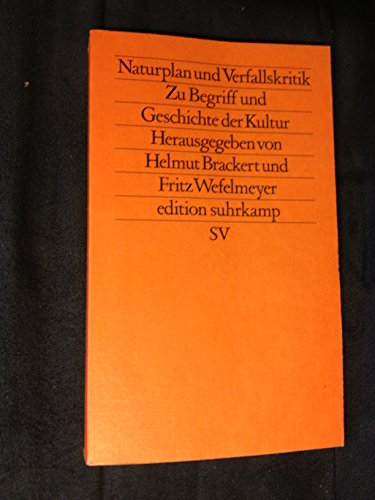 Naturplan und Verfallskritik
Zu Begriff und
Geschichte der Kultur
Herausgegeben von
Helmut Brackert und
Fritz Wefelmeyer
edition suhrkamp
SV